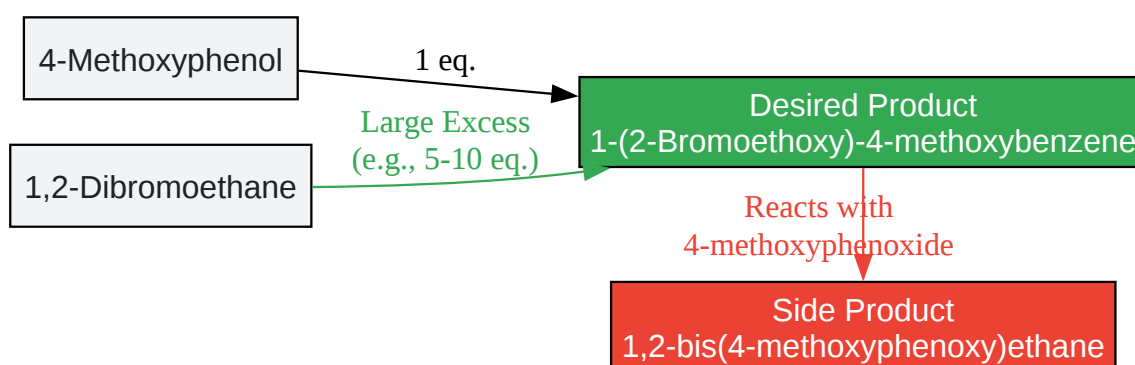 4-Methoxyphenol
1 eq.
Desired Product
1-(2-Bromoethoxy)-4-methoxybenzene
Large Excess
(e.g., 5-10 eq.)
1,2-Dibromoethane
Reacts with
4-methoxyphenoxide
Side Product
1,2-bis(4-methoxyphenoxy)ethane